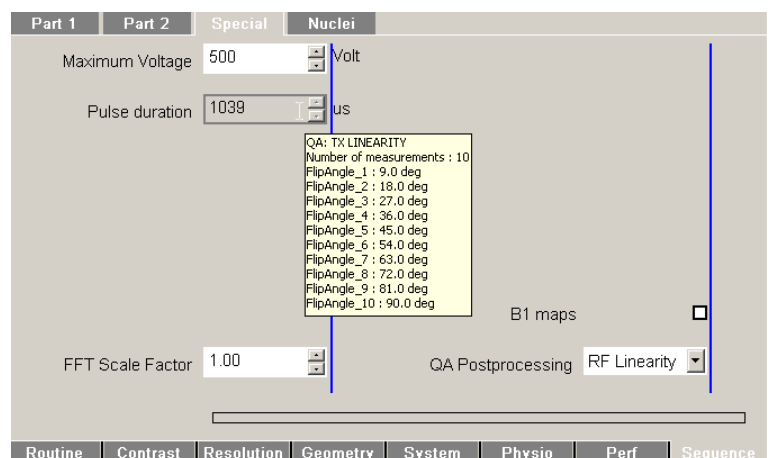 Part 1 Part 2 Special Nuclei
Maximum Voltage 500 Volt
Pulse duration 1039 us
QA: TX LINEARITY
Number of measurements : 10
FlipAngle_1 : 9.0 deg
FlipAngle_2 : 18.0 deg
FlipAngle_3 : 27.0 deg
FlipAngle_4 : 36.0 deg
FlipAngle_5 : 45.0 deg
FlipAngle_6 : 54.0 deg
FlipAngle_7 : 63.0 deg
FlipAngle_8 : 72.0 deg
FlipAngle_9 : 81.0 deg
FlipAngle_10 : 90.0 deg
B1 maps
FFT Scale Factor 1.00 QA Postprocessing RF Linearity
Routine Contrast Resolution Geometry System Physio Perf Sequence